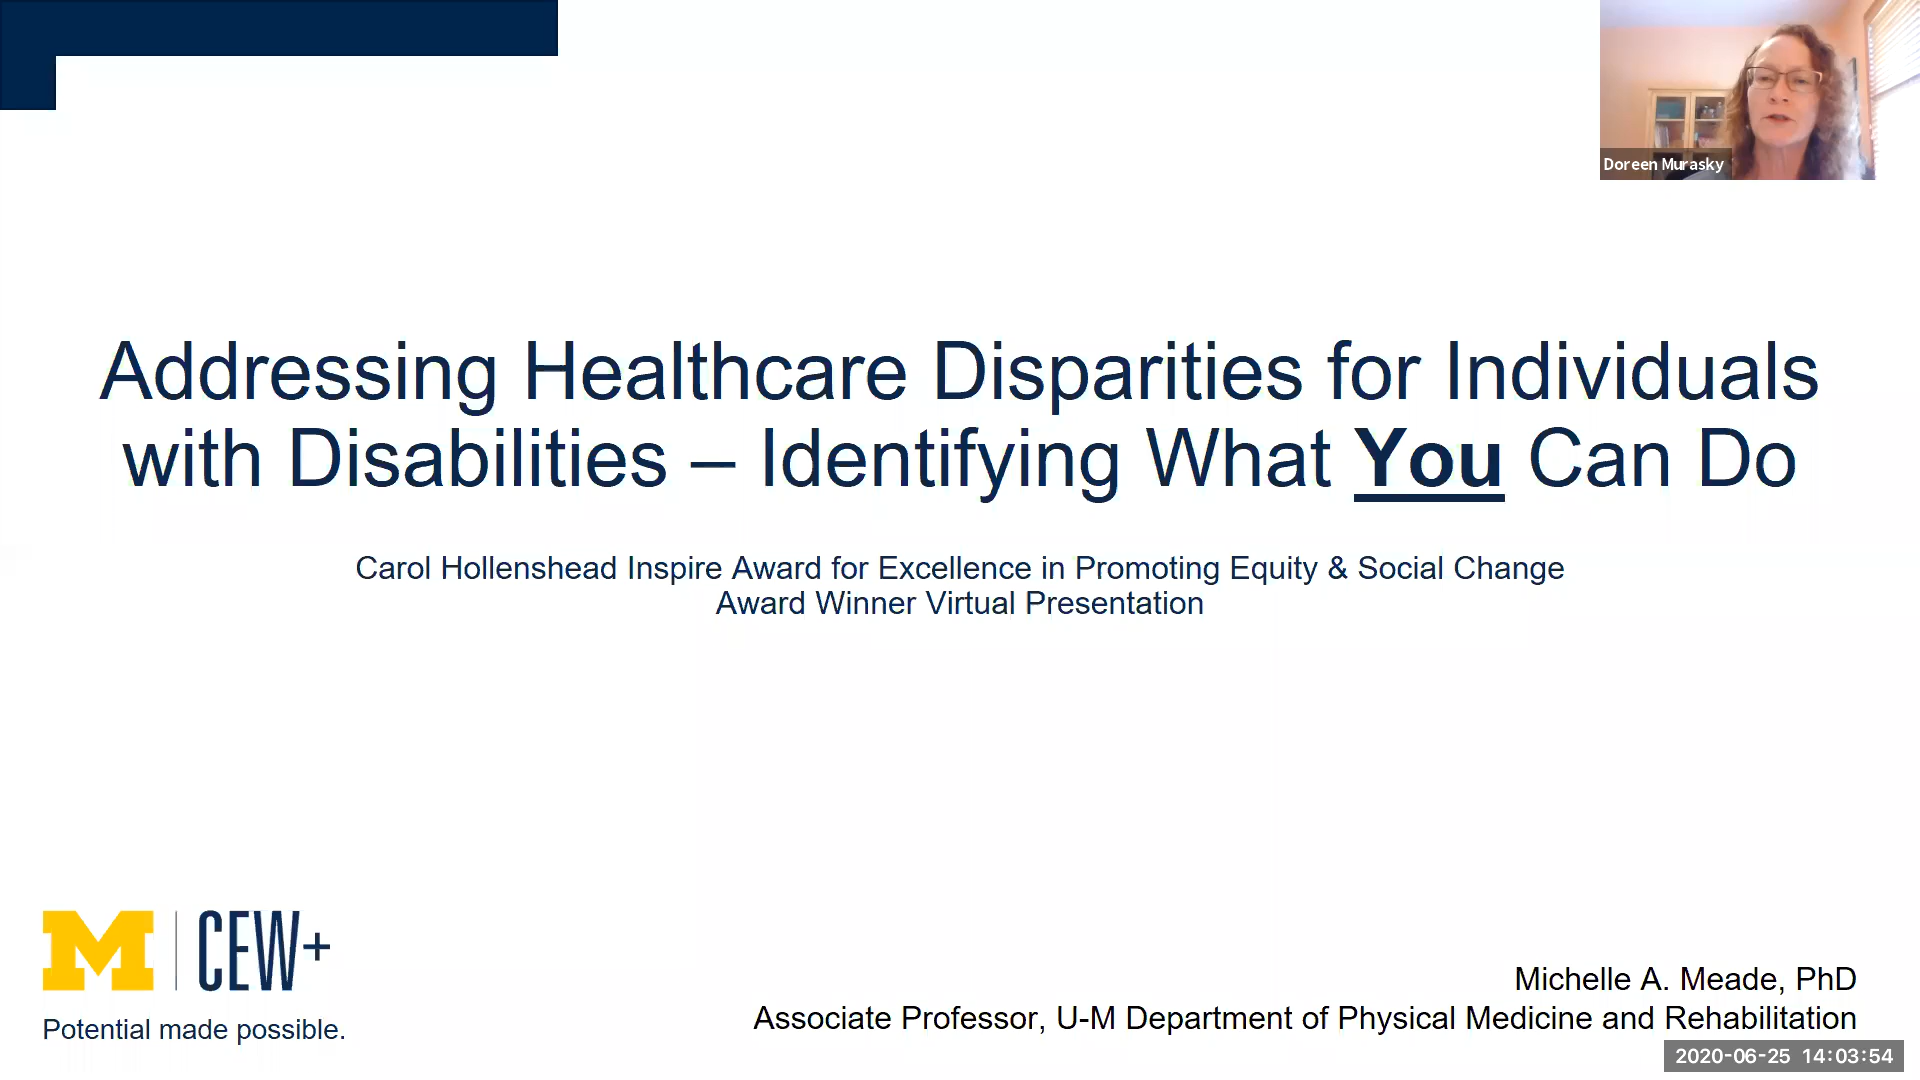 Doreen Murasky
Addressing Healthcare Disparities for Individuals
with Disabilities – Identifying What You Can Do
Carol Hollenshead Inspire Award for Excellence in Promoting Equity & Social Change
Award Winner Virtual Presentation
M CEW+
Potential made possible.
Michelle A. Meade, PhD
Associate Professor, U-M Department of Physical Medicine and Rehabilitation
2020-06-25 14:03:54